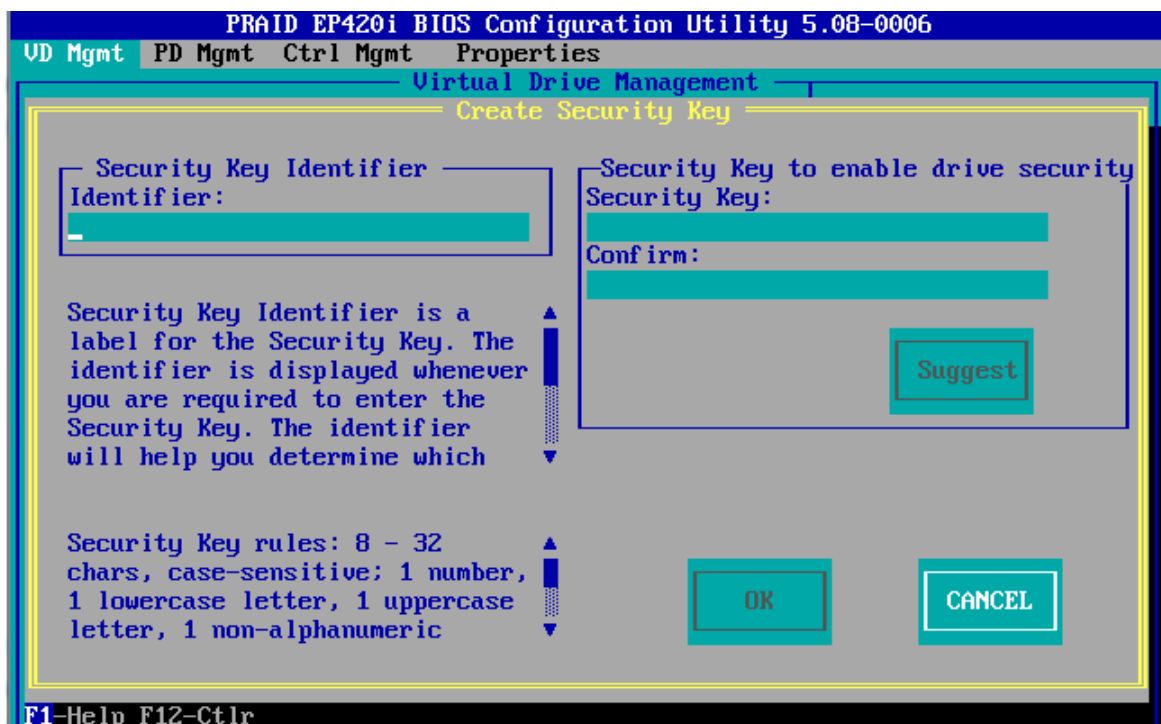 PRAID EP420i BIOS Configuration Utility 5.08-0006
VD Mgmt PD Mgmt Ctrl Mgmt Properties
Virtual Drive Management
Create Security Key
Security Key Identifier
Identifier:
Security Key Identifier is a
label for the Security Key. The
identifier is displayed whenever
you are required to enter the
Security Key. The identifier
will help you determine which
Security Key rules: 8 - 32
chars, case-sensitive; 1 number,
1 lowercase letter, 1 uppercase
letter, 1 non-alphanumeric
Security Key to enable drive security
Security Key:
Confirm:
Suggest
OK
CANCEL
F1-Help F12-Ctlr